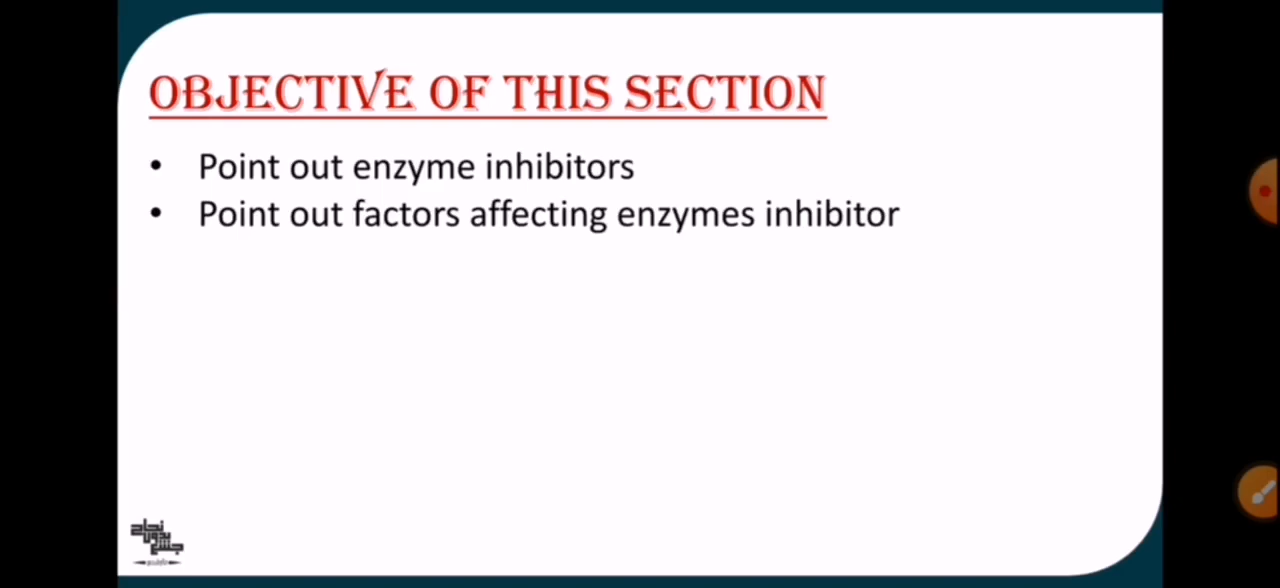 OBJECTIVE OF THIS SECTION
• Point out enzyme inhibitors
• Point out factors affecting enzymes inhibitor